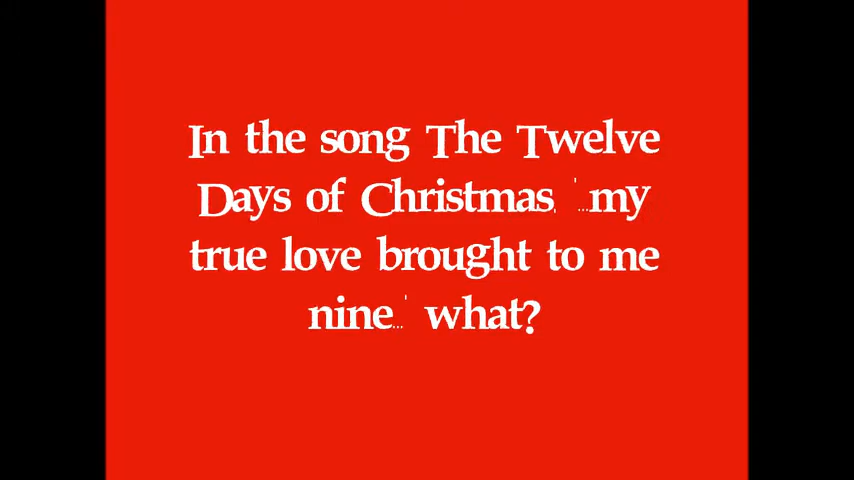 In the song The Twelve
Days of Christmas, '...my
true love brought to me
nine...' what?